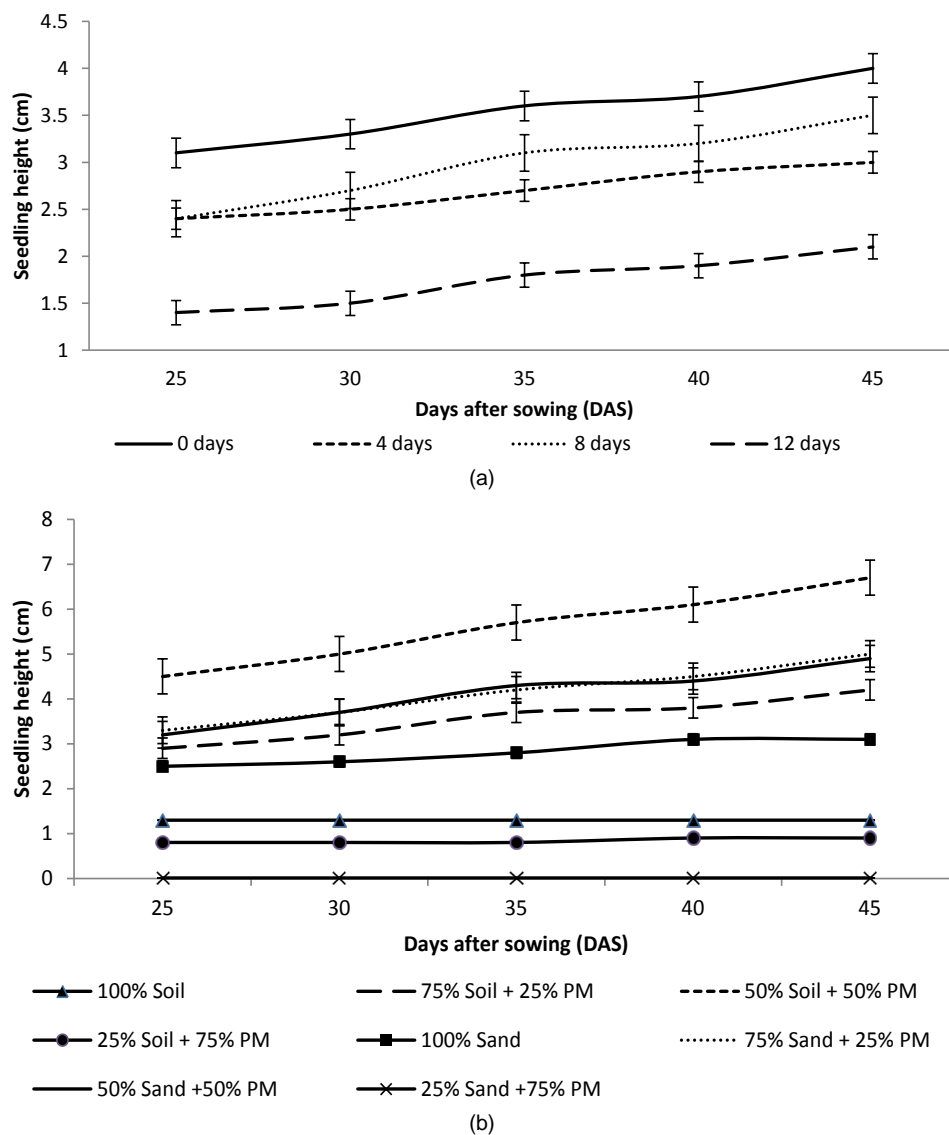 4.5
4
3.5
3
2.5
2
1.5
1
Seedling height (cm)
25 30 35 40 45
Days after sowing (DAS)
0 days 4 days 8 days 12 days
(a)
8
7
6
5
4
3
2
1
0
Seedling height (cm)
25 30 35 40 45
Days after sowing (DAS)
100% Soil 75% Soil + 25% PM 50% Soil + 50% PM
25% Soil + 75% PM 100% Sand 75% Sand + 25% PM
50% Sand +50% PM 25% Sand +75% PM
(b)